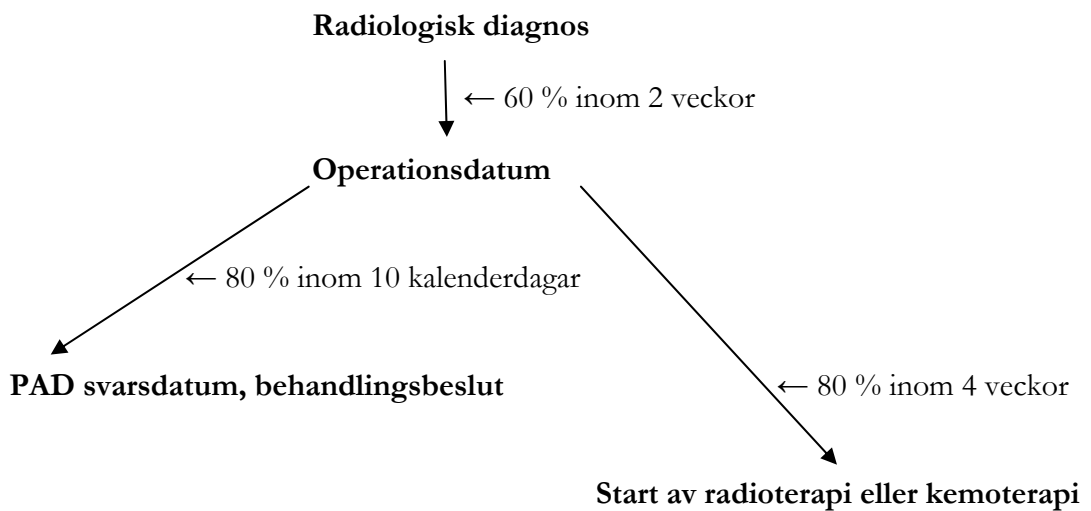 Radiologisk diagnos
← 60 % inom 2 veckor
Operationsdatum
← 80 % inom 10 kalenderdagar
PAD svarsdatum, behandlingsbeslut
← 80 % inom 4 veckor
Start av radioterapi eller kemoterapi